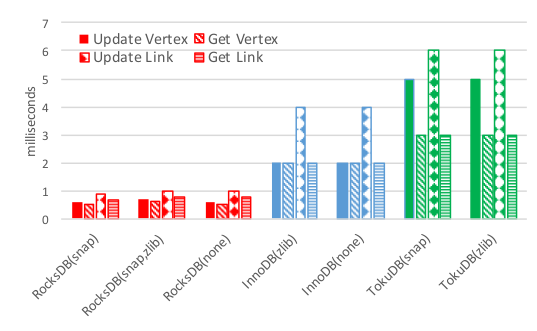 7
6
5
4
3
2
1
0
milliseconds
Update Vertex Get Vertex
Update Link Get Link
RocksDB(snap)
RocksDB(snap,zlib)
RocksDB(none)
InnoDB(zlib)
InnoDB(none)
TokuDB(snap)
TokuDB(zlib)